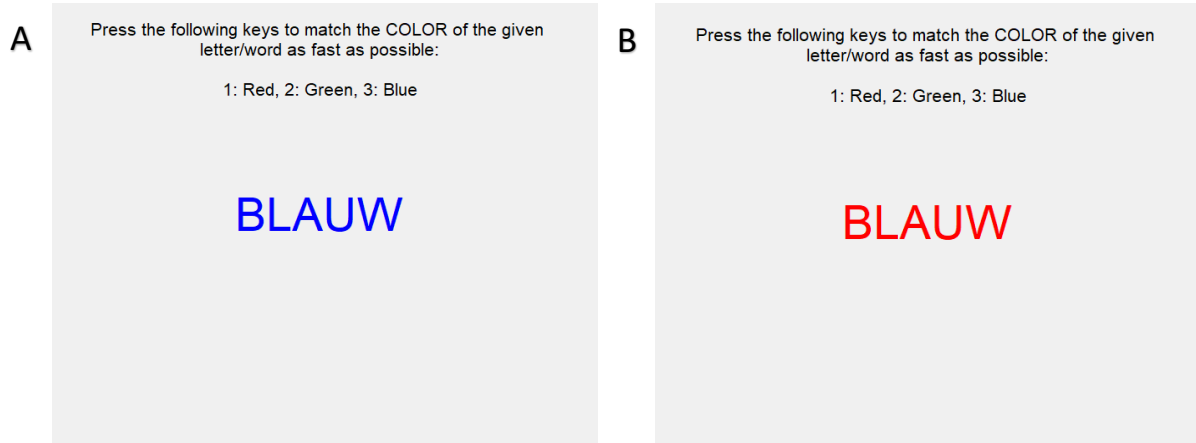 A
Press the following keys to match the COLOR of the given
letter/word as fast as possible:
1: Red, 2: Green, 3: Blue
BLAUW
B
Press the following keys to match the COLOR of the given
letter/word as fast as possible:
1: Red, 2: Green, 3: Blue
BLAUW